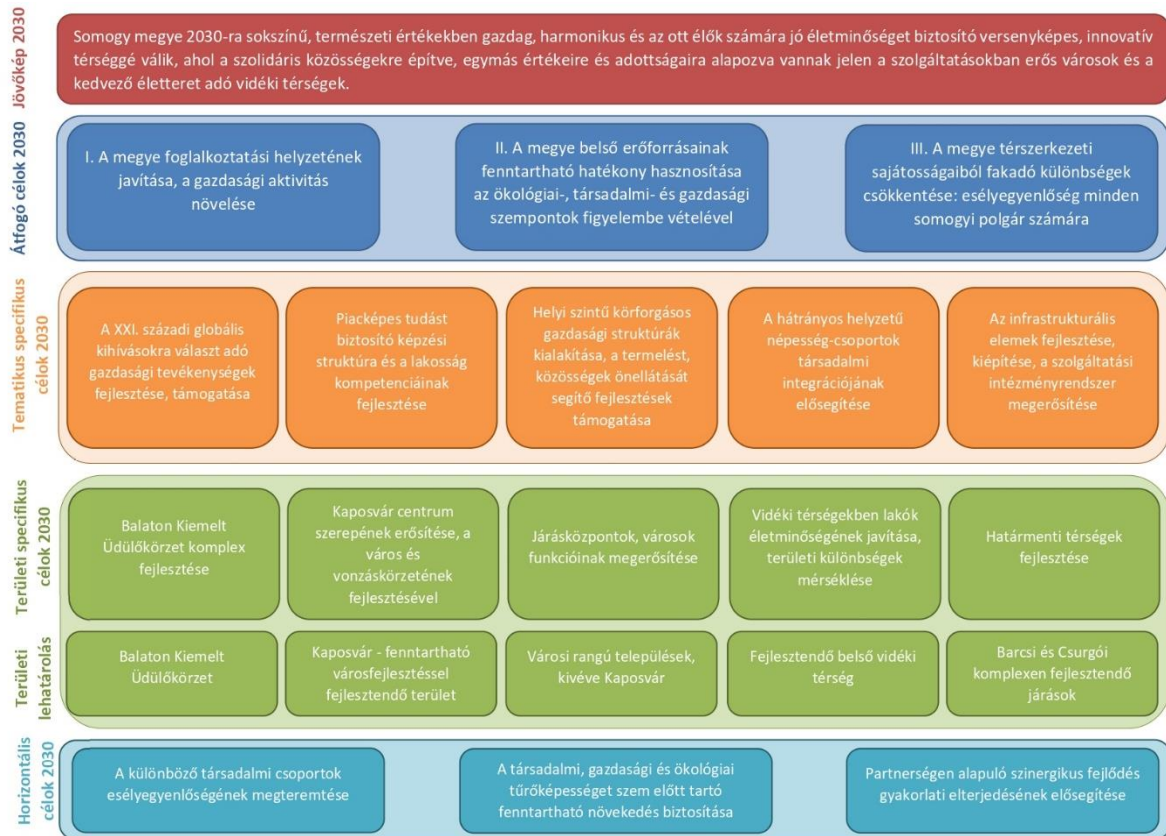 Jövőkép 2030
Somogy megye 2030-ra sokszínű, természeti értékekben gazdag, harmonikus és az ott élők számára jó életminőséget biztosító versenyképes, innovatív
térséggé válik, ahol a szolidáris közösségekre építve, egymás értékeire és adottságaira alapozva vannak jelen a szolgáltatásokban erős városok és a
kedvező életteret adó vidéki térségek.
Átfogó célok 2030
I. A megye foglalkoztatási helyzetének
javítása, a gazdasági aktivitás
növelése
II. A megye belső erőforrásainak
fenntartható hatékony hasznosítása
az ökológiai-, társadalmi- és gazdasági
szempontok figyelembe vételével
III. A megye térszerkezeti
sajátosságaiból fakadó különbségek
csökkentése: esélyegyenlőség minden
somogyi polgár számára
Tematikus specifikus
célok 2030
A XXI. századi globális
kihívásokra választ adó
gazdasági tevékenységek
fejlesztése, támogatása
Piacképes tudást
biztosító képzési
struktúra és a lakosság
kompetenciáinak
fejlesztése
Helyi szintű körforgásos
gazdasági struktúrák
kialakítása, a termelést,
közösségek önellátását
segítő fejlesztések
támogatása
A hátrányos helyzetű
népesség-csoportok
társadalmi
integrációjának
elősegítése
Az infrastrukturális
elemek fejlesztése,
kiépítése, a szolgáltatási
intézményrendszer
megerősítése
Területi specifikus
célok 2030
Balaton Kiemelt
Üdülőkörzet komplex
fejlesztése
Kaposvár centrum
szerepének erősítése, a
város és
vonzáskörzetének
fejlesztésével
Járásközpontok, városok
funkcióinak megerősítése
Vidéki térségekben lakók
életminőségének javítása,
területi különbségek
mérséklése
Határmenti térségek
fejlesztése
Területi
lehatárolás
Balaton Kiemelt
Üdülőkörzet
Kaposvár - fenntartható
városfejlesztéssel
fejlesztendő terület
Városi rangú települések,
kivéve Kaposvár
Fejlesztendő belső vidéki
térség
Barcsi és Csurgói
komplexen fejlesztendő
járások
Horizontális
célok 2030
A különböző társadalmi csoportok
esélyegyenlőségének megteremtése
A társadalmi, gazdasági és ökológiai
tűrőképességet szem előtt tartó
fenntartható növekedés biztosítása
Partnerségen alapuló szinergikus fejlődés
gyakorlati elterjedésének elősegítése